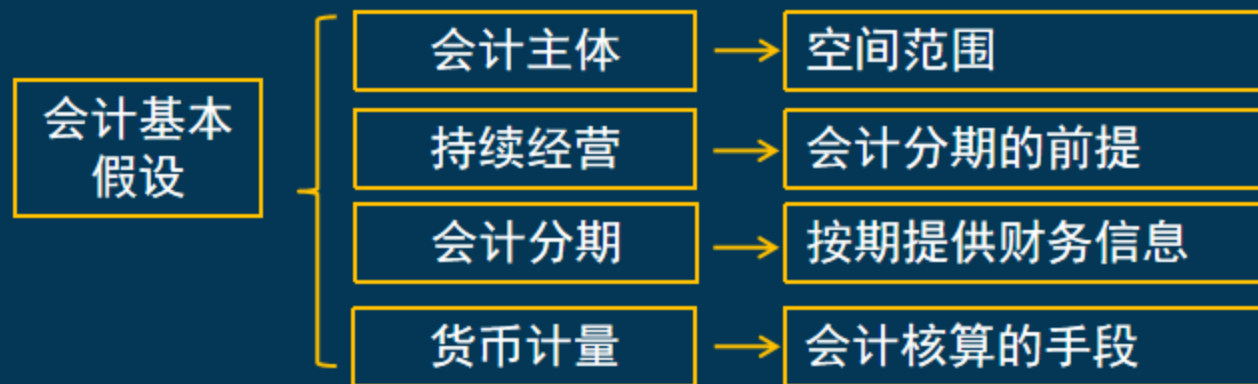 会计基本
假设
会计主体
空间范围
持续经营
会计分期的前提
会计分期
按期提供财务信息
货币计量
会计核算的手段